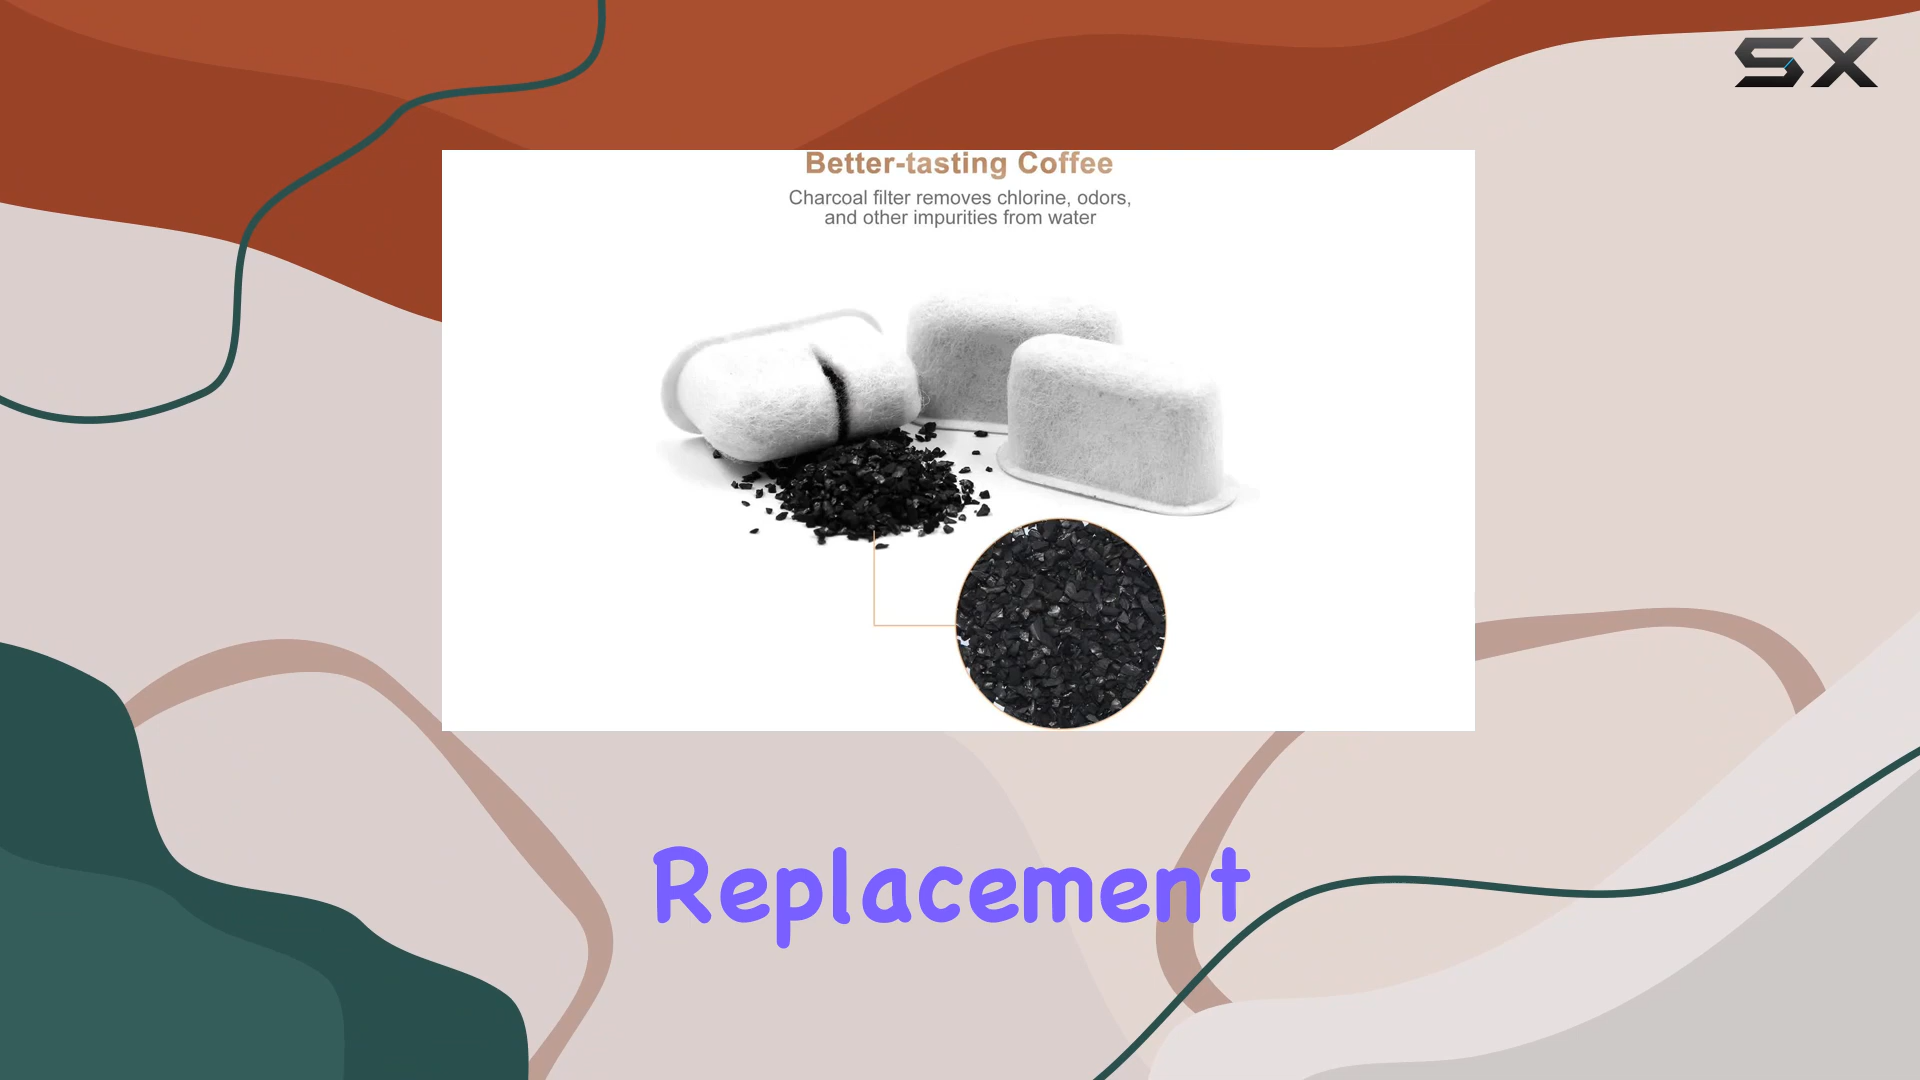 SX
Better-tasting Coffee
Charcoal filter removes chlorine, odors,
and other impurities from water
Replacement